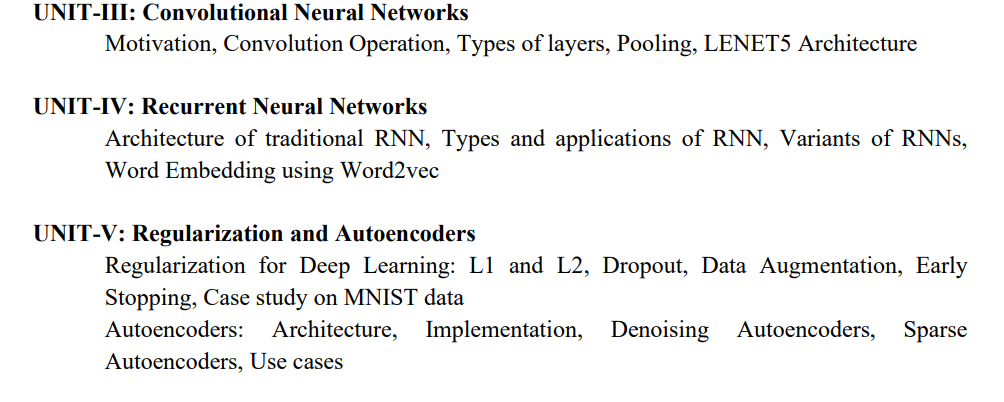 UNIT-III: Convolutional Neural Networks
Motivation, Convolution Operation, Types of layers, Pooling, LENET5 Architecture
UNIT-IV: Recurrent Neural Networks
Architecture of traditional RNN, Types and applications of RNN, Variants of RNNs,
Word Embedding using Word2vec
UNIT-V: Regularization and Autoencoders
Regularization for Deep Learning: L1 and L2, Dropout, Data Augmentation, Early
Stopping, Case study on MNIST data
Autoencoders: Architecture, Implementation, Denoising Autoencoders, Sparse
Autoencoders, Use cases